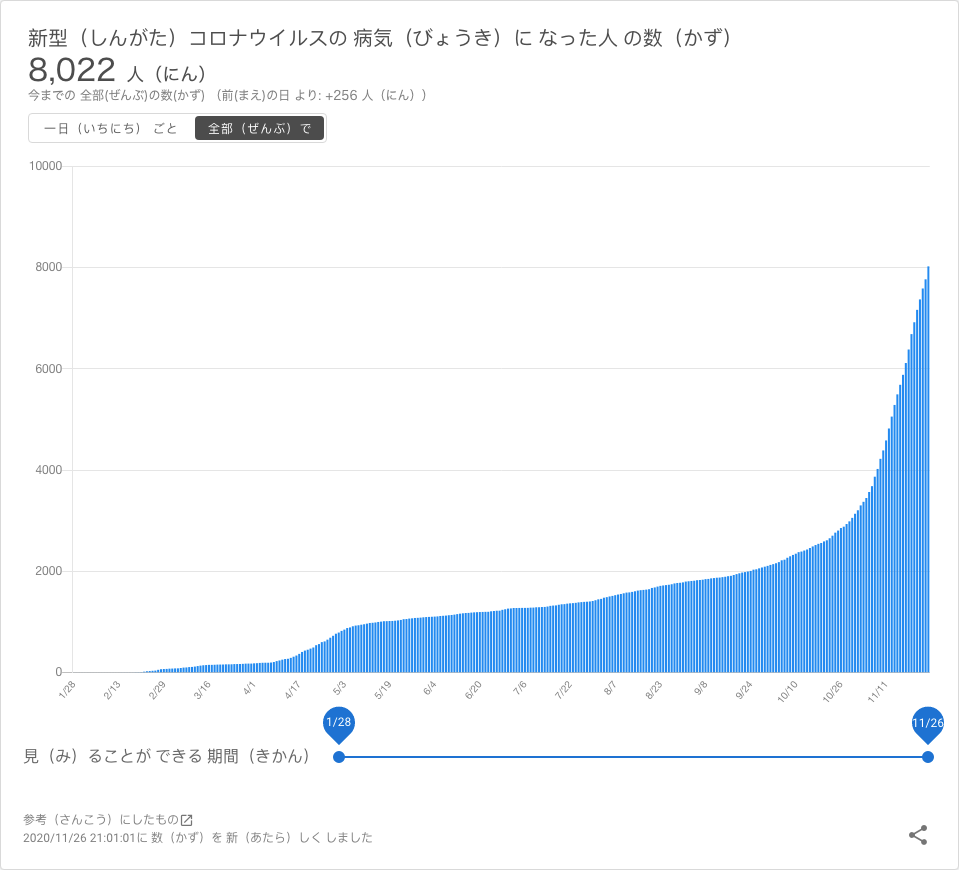 新型（しんがた）コロナウイルスの 病気（びょうき）に なった人 の数（かず）
8,022 人（にん）
今までの 全部(ぜんぶ)の数(かず) （前(まえ)の日 より: +256 人（にん））
一日（いちにち） ごと 全部（ぜんぶ）で
10000
8000
6000
4000
2000
0
1/28 2/13 2/29 3/16 4/1 4/17 5/3 5/19 6/4 6/20 7/6 7/22 8/7 8/23 9/8 9/24 10/10 10/26 11/11
1/28 11/26
見（み）ることが できる 期間（きかん）
参考（さんこう）にしたもの
2020/11/26 21:01:01に 数（かず）を 新（あたら）しく しました